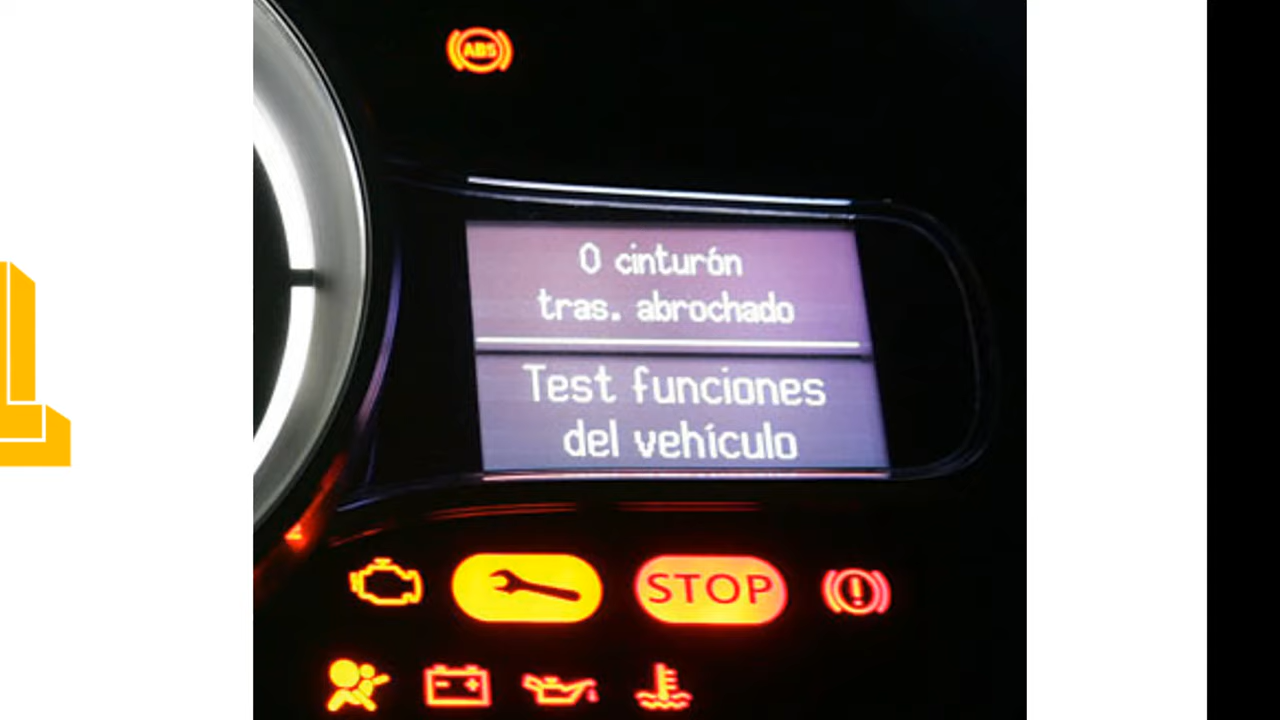 ABS
0 cinturón
tras. abrochado
Test funciones
del vehículo
STOP